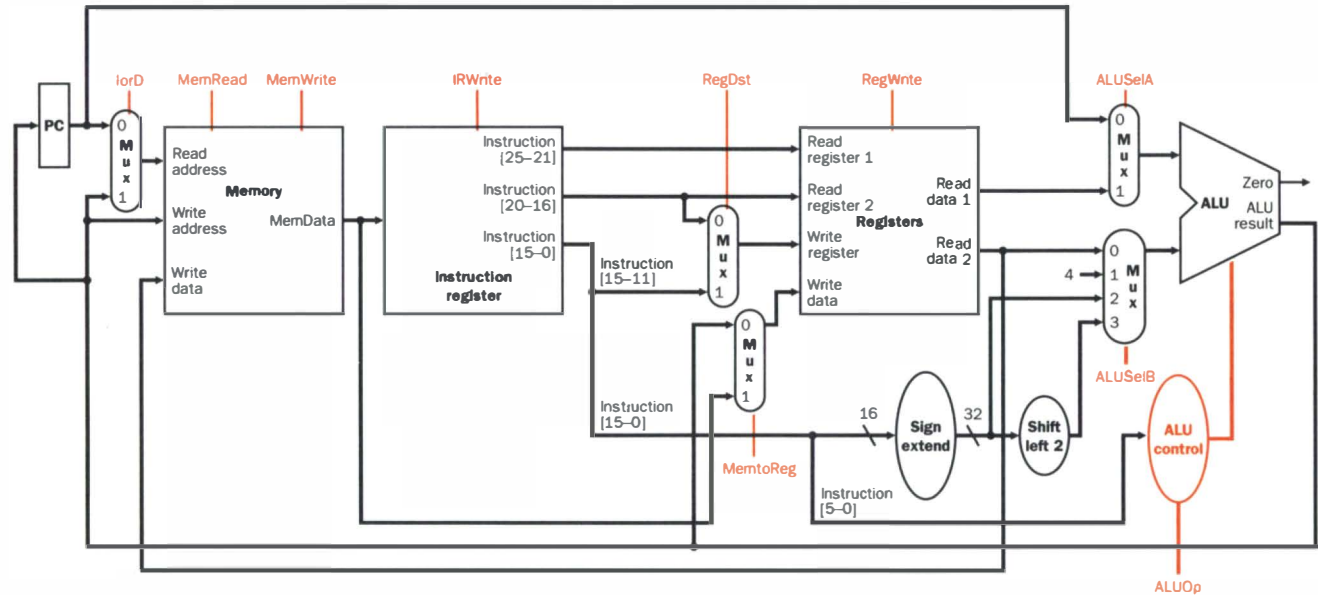 IorD
MemRead
MemWrite
IRWrite
RegDst
RegWrite
ALUSelA
PC
0
M
u
x
1
Read
address
Memory
MemData
Write
address
Write
data
Instruction
[25–21]
Instruction
[20–16]
Instruction
[15–0]
Instruction
register
Instruction
[15–11]
0
M
u
x
1
Read
register 1
Read
register 2
Registers
Write
register
Write
data
Read
data 1
Read
data 2
0
M
u
x
1
0
M
u
x
1
MemtoReg
4
0
1
2
3
M
u
x
ALUSelB
Zero
ALU
ALU
result
Instruction
[15–0]
16
Sign
extend
32
Shift
left 2
ALU
control
Instruction
[5–0]
ALUOp